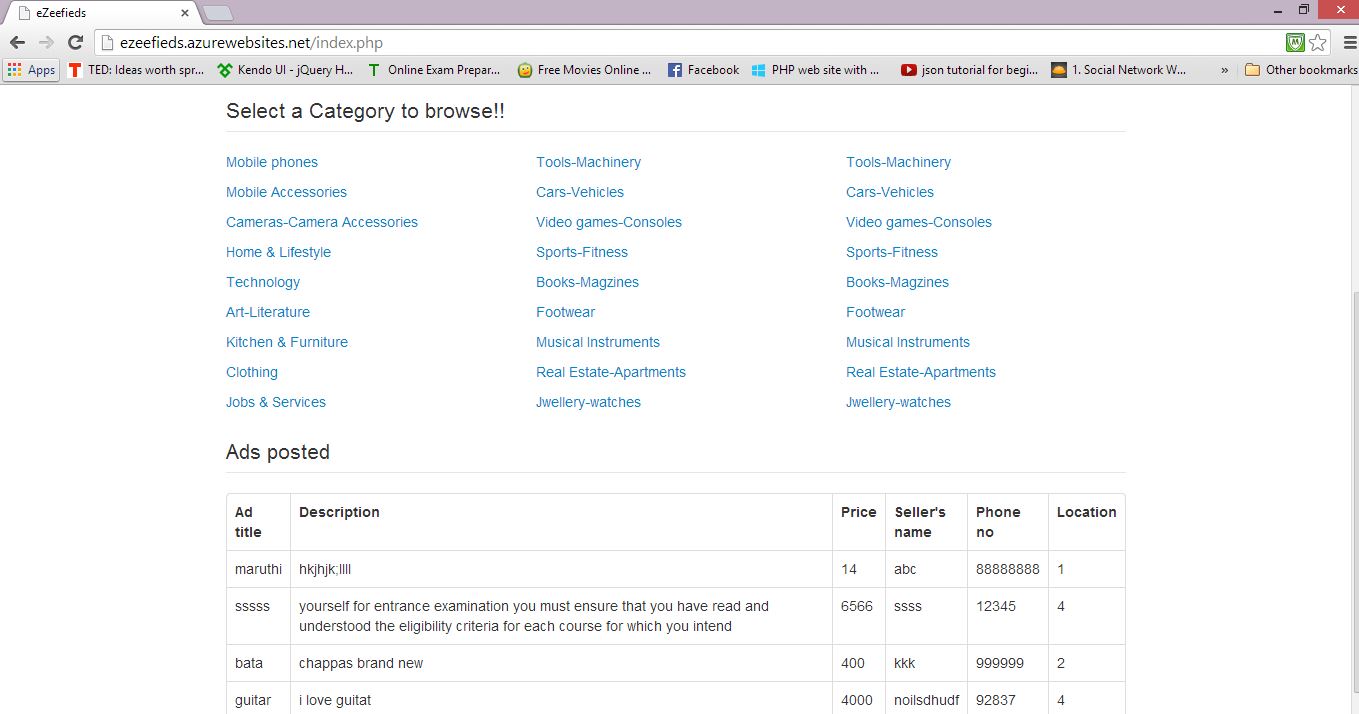 eZeefieds
ezeefieds.azurewebsites.net/index.php
Apps TED: Ideas worth spr... Kendo UI - jQuery H... Online Exam Prepar... Free Movies Online ... Facebook PHP web site with ... json tutorial for begi... 1. Social Network W... » Other bookmarks
Select a Category to browse!!
Mobile phones Tools-Machinery Tools-Machinery
Mobile Accessories Cars-Vehicles Cars-Vehicles
Cameras-Camera Accessories Video games-Consoles Video games-Consoles
Home & Lifestyle Sports-Fitness Sports-Fitness
Technology Books-Magzines Books-Magzines
Art-Literature Footwear Footwear
Kitchen & Furniture Musical Instruments Musical Instruments
Clothing Real Estate-Apartments Real Estate-Apartments
Jobs & Services Jwellery-watches Jwellery-watches
Ads posted
Ad Description Price Seller's Phone Location
title name no
maruthi hkjhjk;llll 14 abc 88888888 1
sssss yourself for entrance examination you must ensure that you have read and 6566 ssss 12345 4
understood the eligibility criteria for each course for which you intend
bata chappas brand new 400 kkk 999999 2
guitar i love guitat 4000 noilsdhudf 92837 4